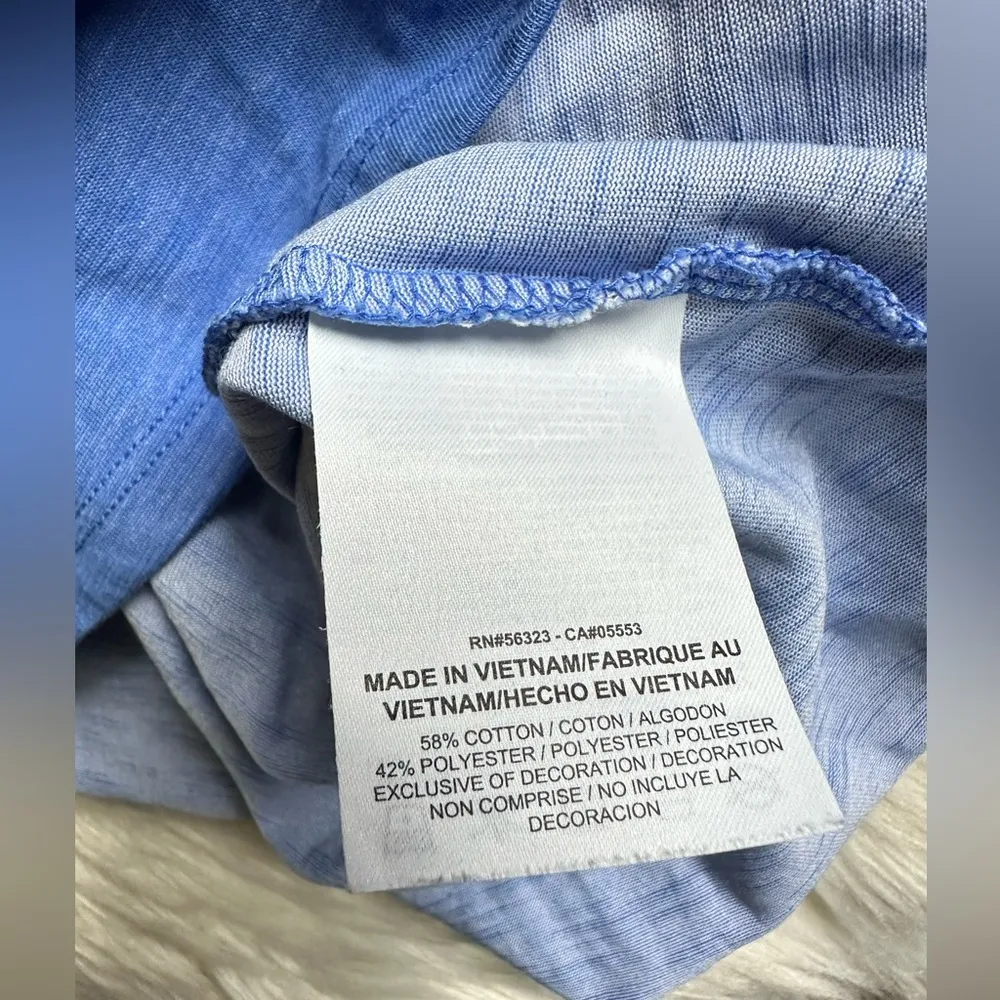 RN#56323 - CA#05553
MADE IN VIETNAM/FABRIQUE AU
VIETNAM/HECHO EN VIETNAM
58% COTTON / COTON / ALGODON
42% POLYESTER / POLYESTER / POLIESTER
EXCLUSIVE OF DECORATION / DECORATION
NON COMPRISE / NO INCLUYE LA
DECORACION